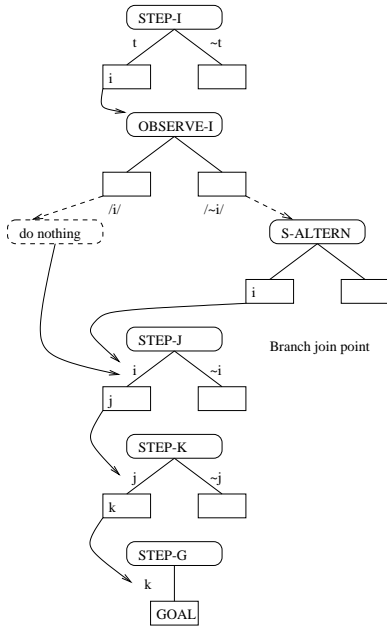 STEP-I
t ~t
i
OBSERVE-I
/i/ /~i/
do nothing S-ALTERN
i
Branch join point
STEP-J
i ~i
j
STEP-K
j ~j
k
STEP-G
k
GOAL